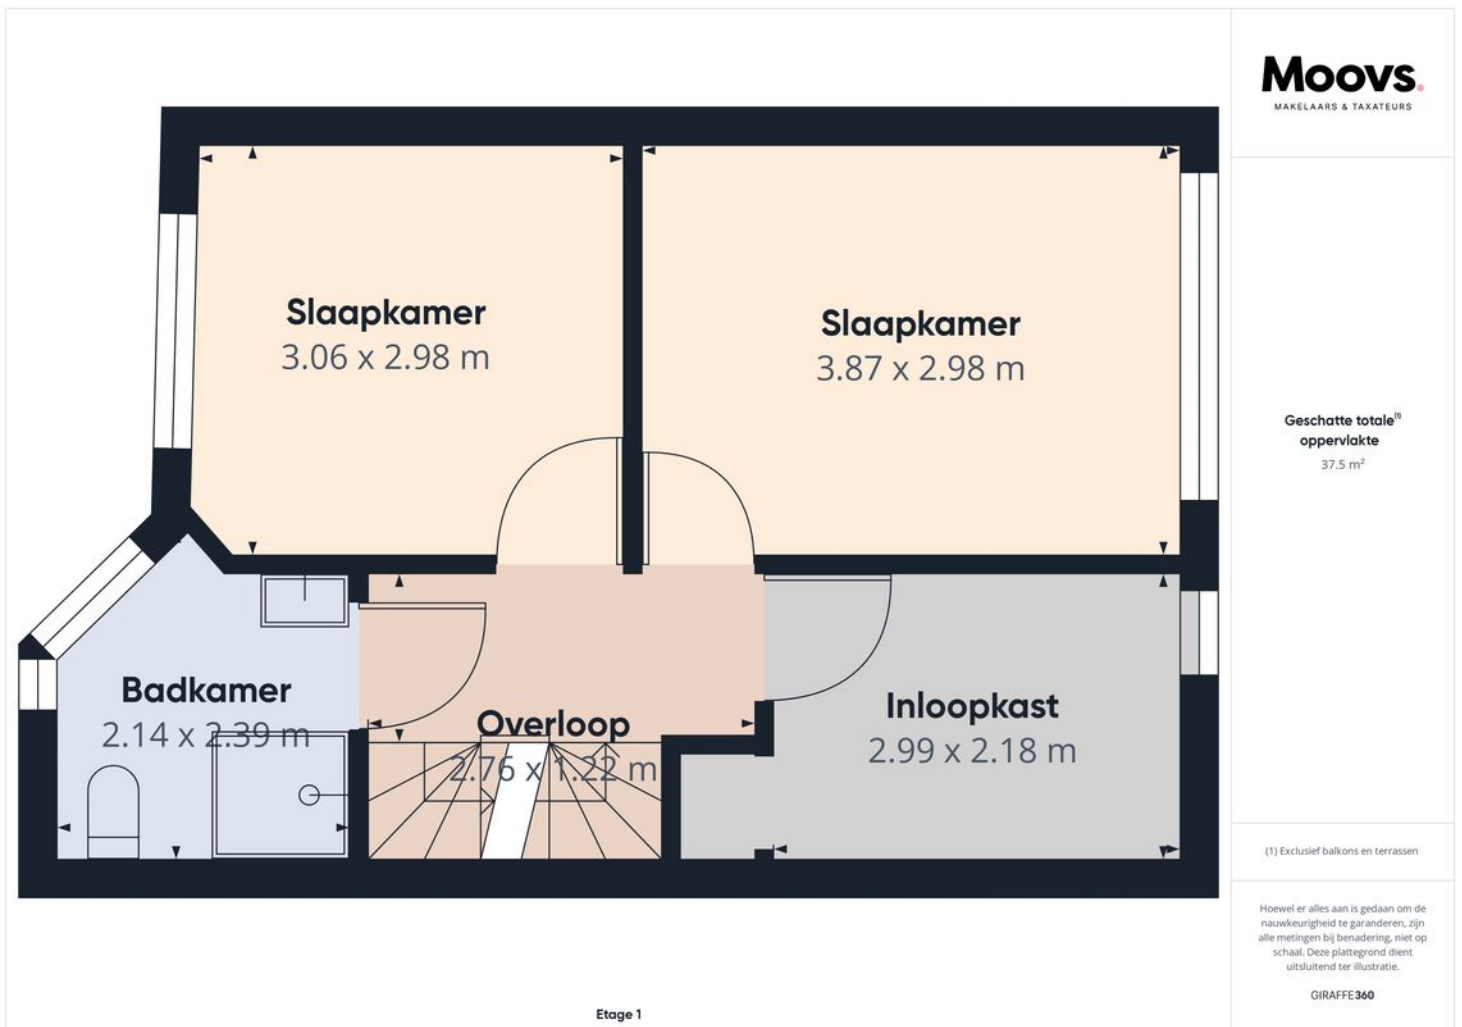 Moovs.
MAKELAARS & TAXATEURS
Slaapkamer
3.06 x 2.98 m
Slaapkamer
3.87 x 2.98 m
Geschatte totale(1)
oppervlakte
37.5 m²
Badkamer
2.14 x 2.39 m
Overloop
2.76 x 1.22 m
Inloopkast
2.99 x 2.18 m
(1) Exclusief balkons en terrassen
Hoewel er alles aan is gedaan om de
nauwkeurigheid te garanderen, zijn
alle metingen bij benadering, niet op
schaal. Deze plattegrond dient
uitsluitend ter illustratie.
GIRAFFE360
Etage 1